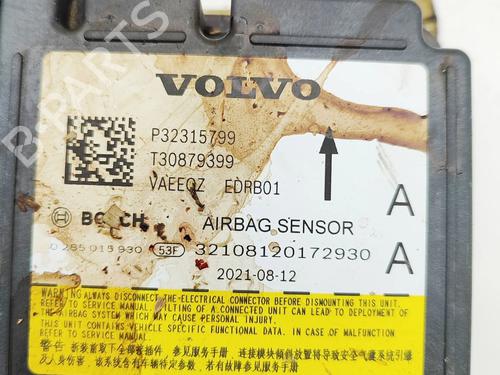 VOLVO
P32315799
T30879399
VAEEQZ EDRB01
A
BOSCH AIRBAG SENSOR
0 285 015 930 53F 32108120172930 A
2021-08-12
WARNING:ALWAYS DISCONNECT THE ELECTRICAL CONNECTOR BEFORE DISMOUNTING THIS UNIT.
REFER TO SERVICE MANUAL. TILTING OF A CONNECTED UNIT CAN LEAD TO DEPLOYMENT OF
THE AIRBAG SYSTEM WHICH MAY CAUSE PERSONAL INJURY.
THIS UNIT CONTAINS VEHICLE SPECIFIC FUNCTIONAL DATA. IN CASE OF MALFUNCTION
REFER TO SERVICE MANUAL.
B-PARTS